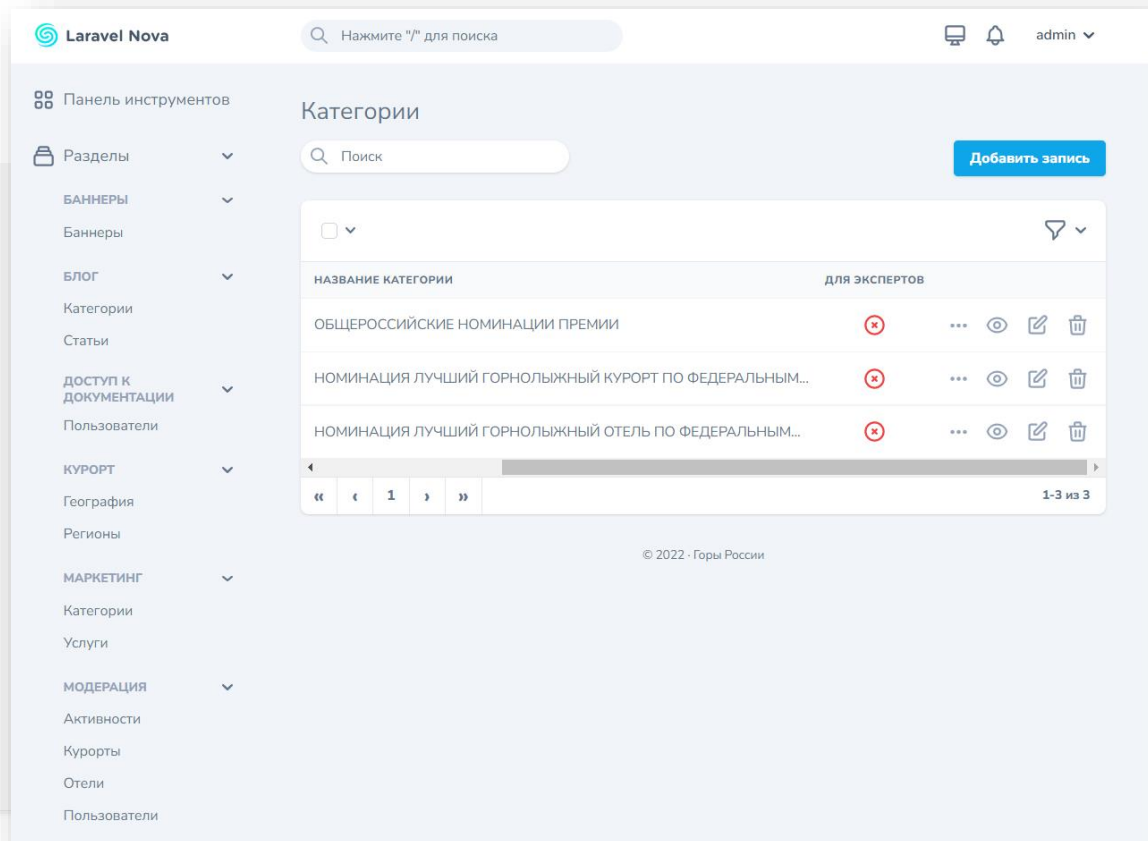 Laravel Nova
Нажмите "/" для поиска
admin
Панель инструментов
Разделы
БАННЕРЫ
Баннеры
БЛОГ
Категории
Статьи
ДОСТУП К
ДОКУМЕНТАЦИИ
Пользователи
КУРОРТ
География
Регионы
МАРКЕТИНГ
Категории
Услуги
МОДЕРАЦИЯ
Активности
Курорты
Отели
Пользователи
Категории
Поиск
Добавить запись
НАЗВАНИЕ КАТЕГОРИИ ДЛЯ ЭКСПЕРТОВ
ОБЩЕРОССИЙСКИЕ НОМИНАЦИИ ПРЕМИИ
НОМИНАЦИЯ ЛУЧШИЙ ГОРНОЛЫЖНЫЙ КУРОРТ ПО ФЕДЕРАЛЬНЫМ...
НОМИНАЦИЯ ЛУЧШИЙ ГОРНОЛЫЖНЫЙ ОТЕЛЬ ПО ФЕДЕРАЛЬНЫМ...
« ‹ 1 › » 1-3 из 3
© 2022 · Горы России